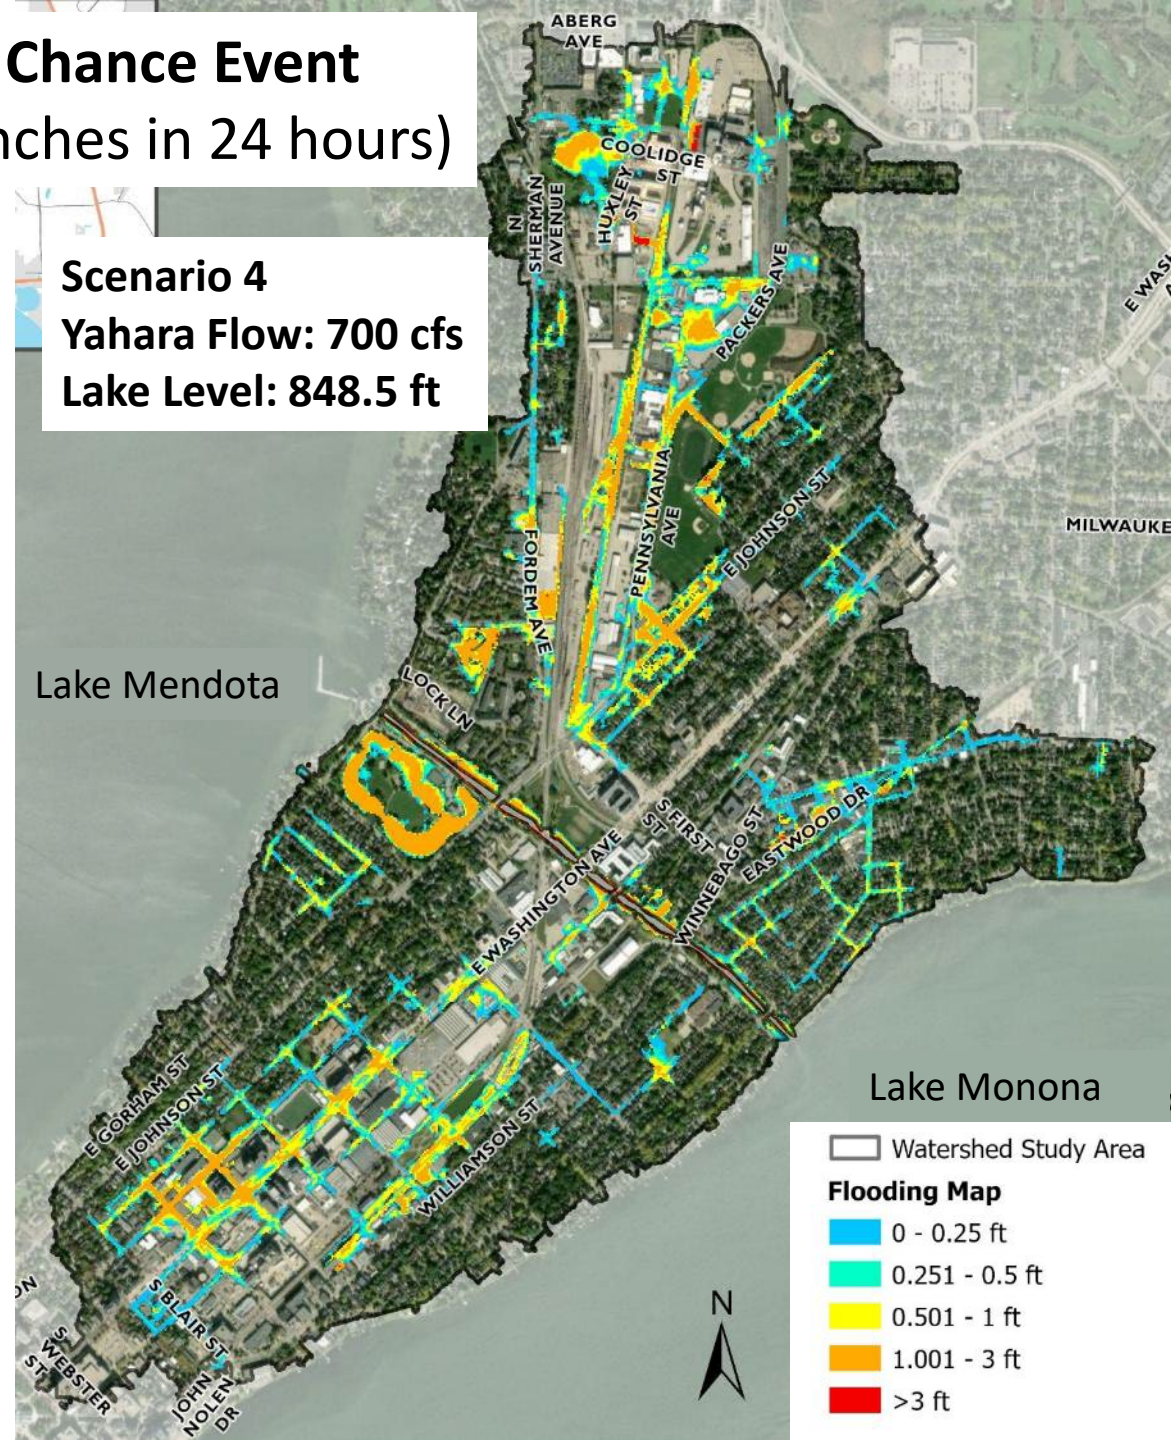 Chance Event
nches in 24 hours)
Scenario 4
Yahara Flow: 700 cfs
Lake Level: 848.5 ft
ABERG
AVE
COOLIDGE
ST
HUXLEY
ST
N
SHERMAN
AVENUE
PACKERS AVE
E WAS
MILWAUKE
PENNSYLVANIA
AVE
E JOHNSON ST
FORDEM AVE
Lake Mendota
LOCK LN
S FIRST
ST
WINNEBAGO ST
EASTWOOD DR
E WASHINGTON AVE
E GORHAM ST
E JOHNSON ST
WILLIAMSON ST
S BLAIR ST
ON
S
WEBSTER
ST
JOHN
NOLEN
DR
N
Lake Monona
Watershed Study Area
Flooding Map
0 - 0.25 ft
0.251 - 0.5 ft
0.501 - 1 ft
1.001 - 3 ft
>3 ft